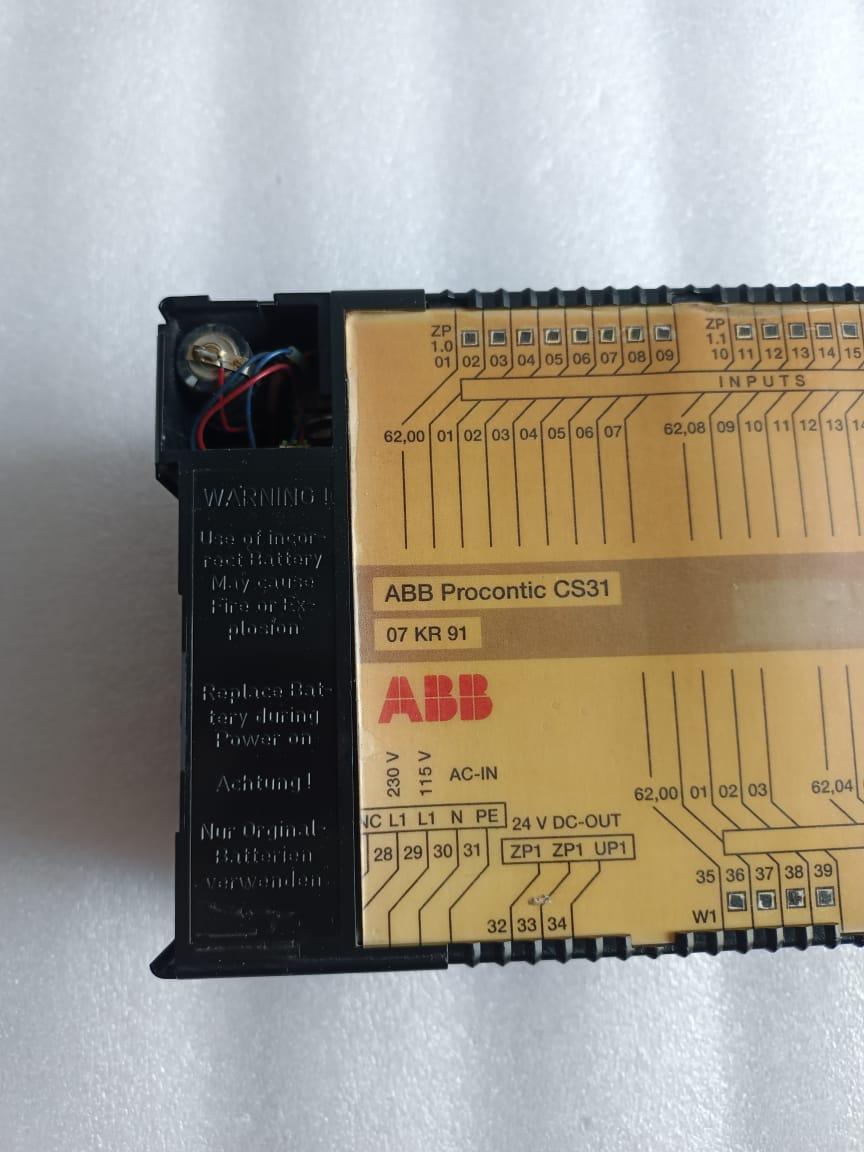 ZP
1.0
01 02 03 04 05 06 07 08 09
ZP
1.1
10 11 12 13 14 15
INPUTS
62,00 01 02 03 04 05 06 07
62,08 09 10 11 12 13
WARNING !
Use of incor-
rect Battery
May cause
Fire or Ex-
plosion
Replace Bat-
tery during
Power on
Achtung!
Nur Orginal-
Batterien
verwenden
ABB Procontic CS31
07 KR 91
ABB
230 V
115 V
AC-IN
NC L1 L1 N PE
28 29 30 31
24 V DC-OUT
ZP1 ZP1 UP1
32 33 34
62,00 01 02 03
62,04
35 36 37 38 39
W1